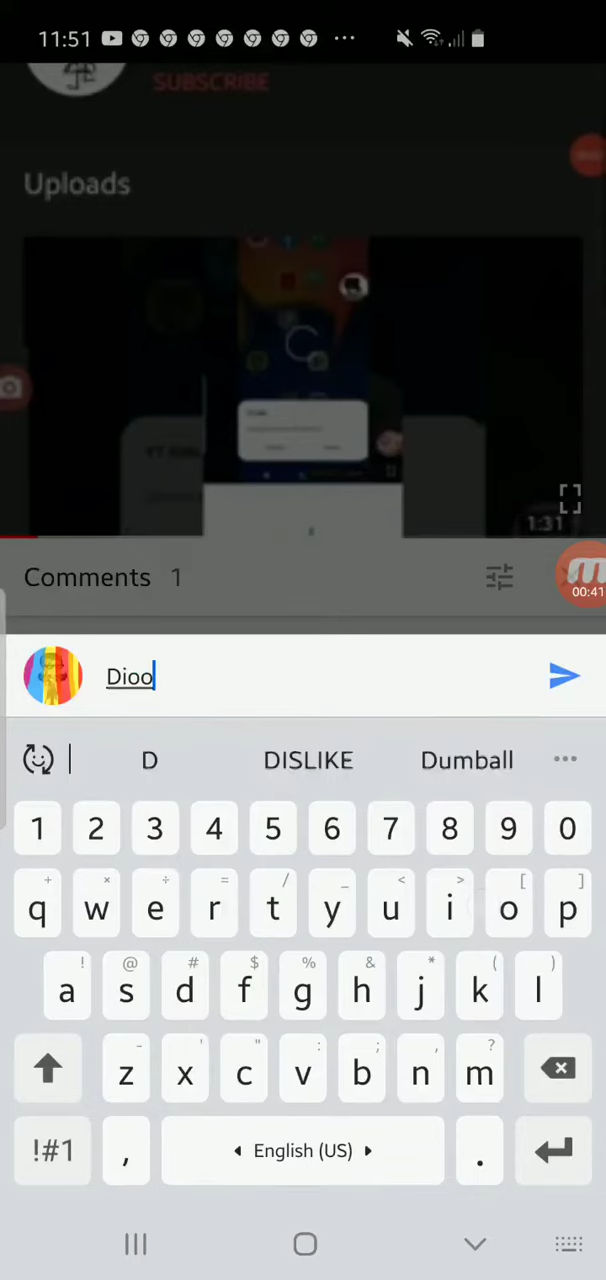 11:51 ...
SUBSCRIBE
Uploads
1:31
Comments 1
00:41
Dioo
D DISLIKE Dumball ...
1 2 3 4 5 6 7 8 9 0
+ × ÷ = / _ < > [ ]
q w e r t y u i o p
! @ # $ % & * ( )
a s d f g h j k l
- ' " : ; , ?
z x c v b n m
!#1 , English (US) .